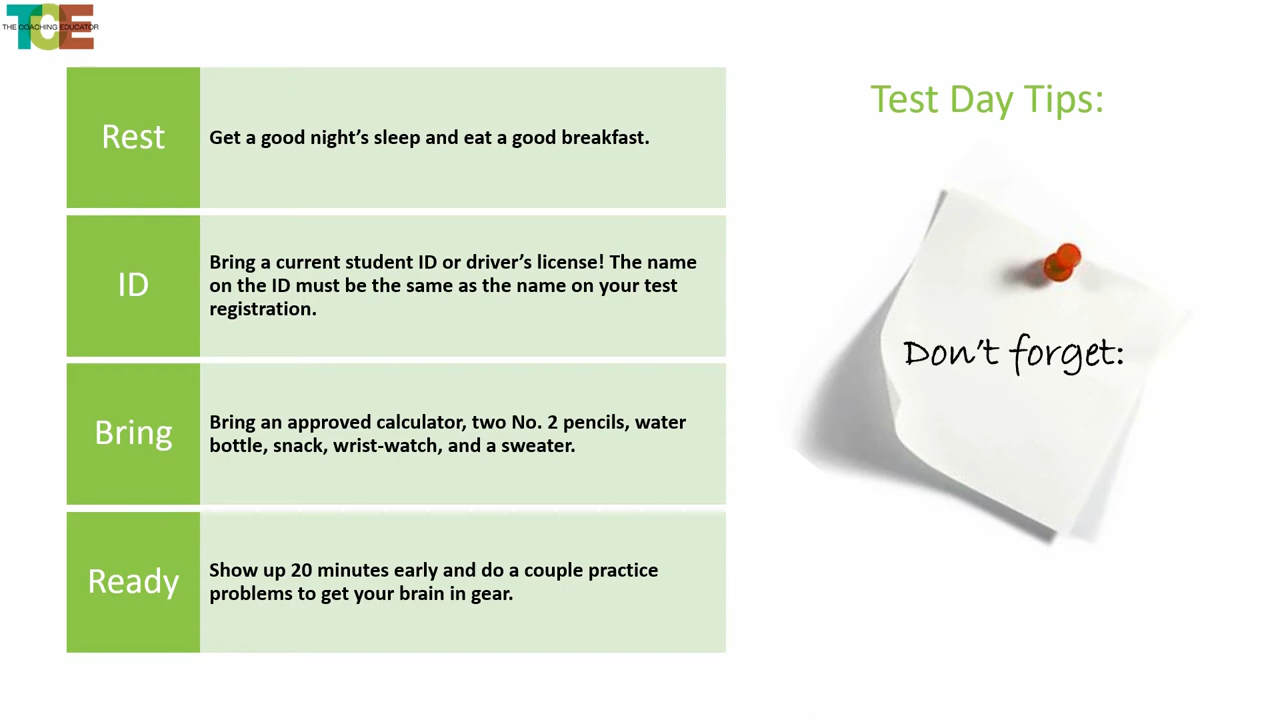 TCE
THE COACHING EDUCATOR
Test Day Tips:
Rest
Get a good night's sleep and eat a good breakfast.
ID
Bring a current student ID or driver's license! The name
on the ID must be the same as the name on your test
registration.
Bring
Bring an approved calculator, two No. 2 pencils, water
bottle, snack, wrist-watch, and a sweater.
Ready
Show up 20 minutes early and do a couple practice
problems to get your brain in gear.
Don't forget: